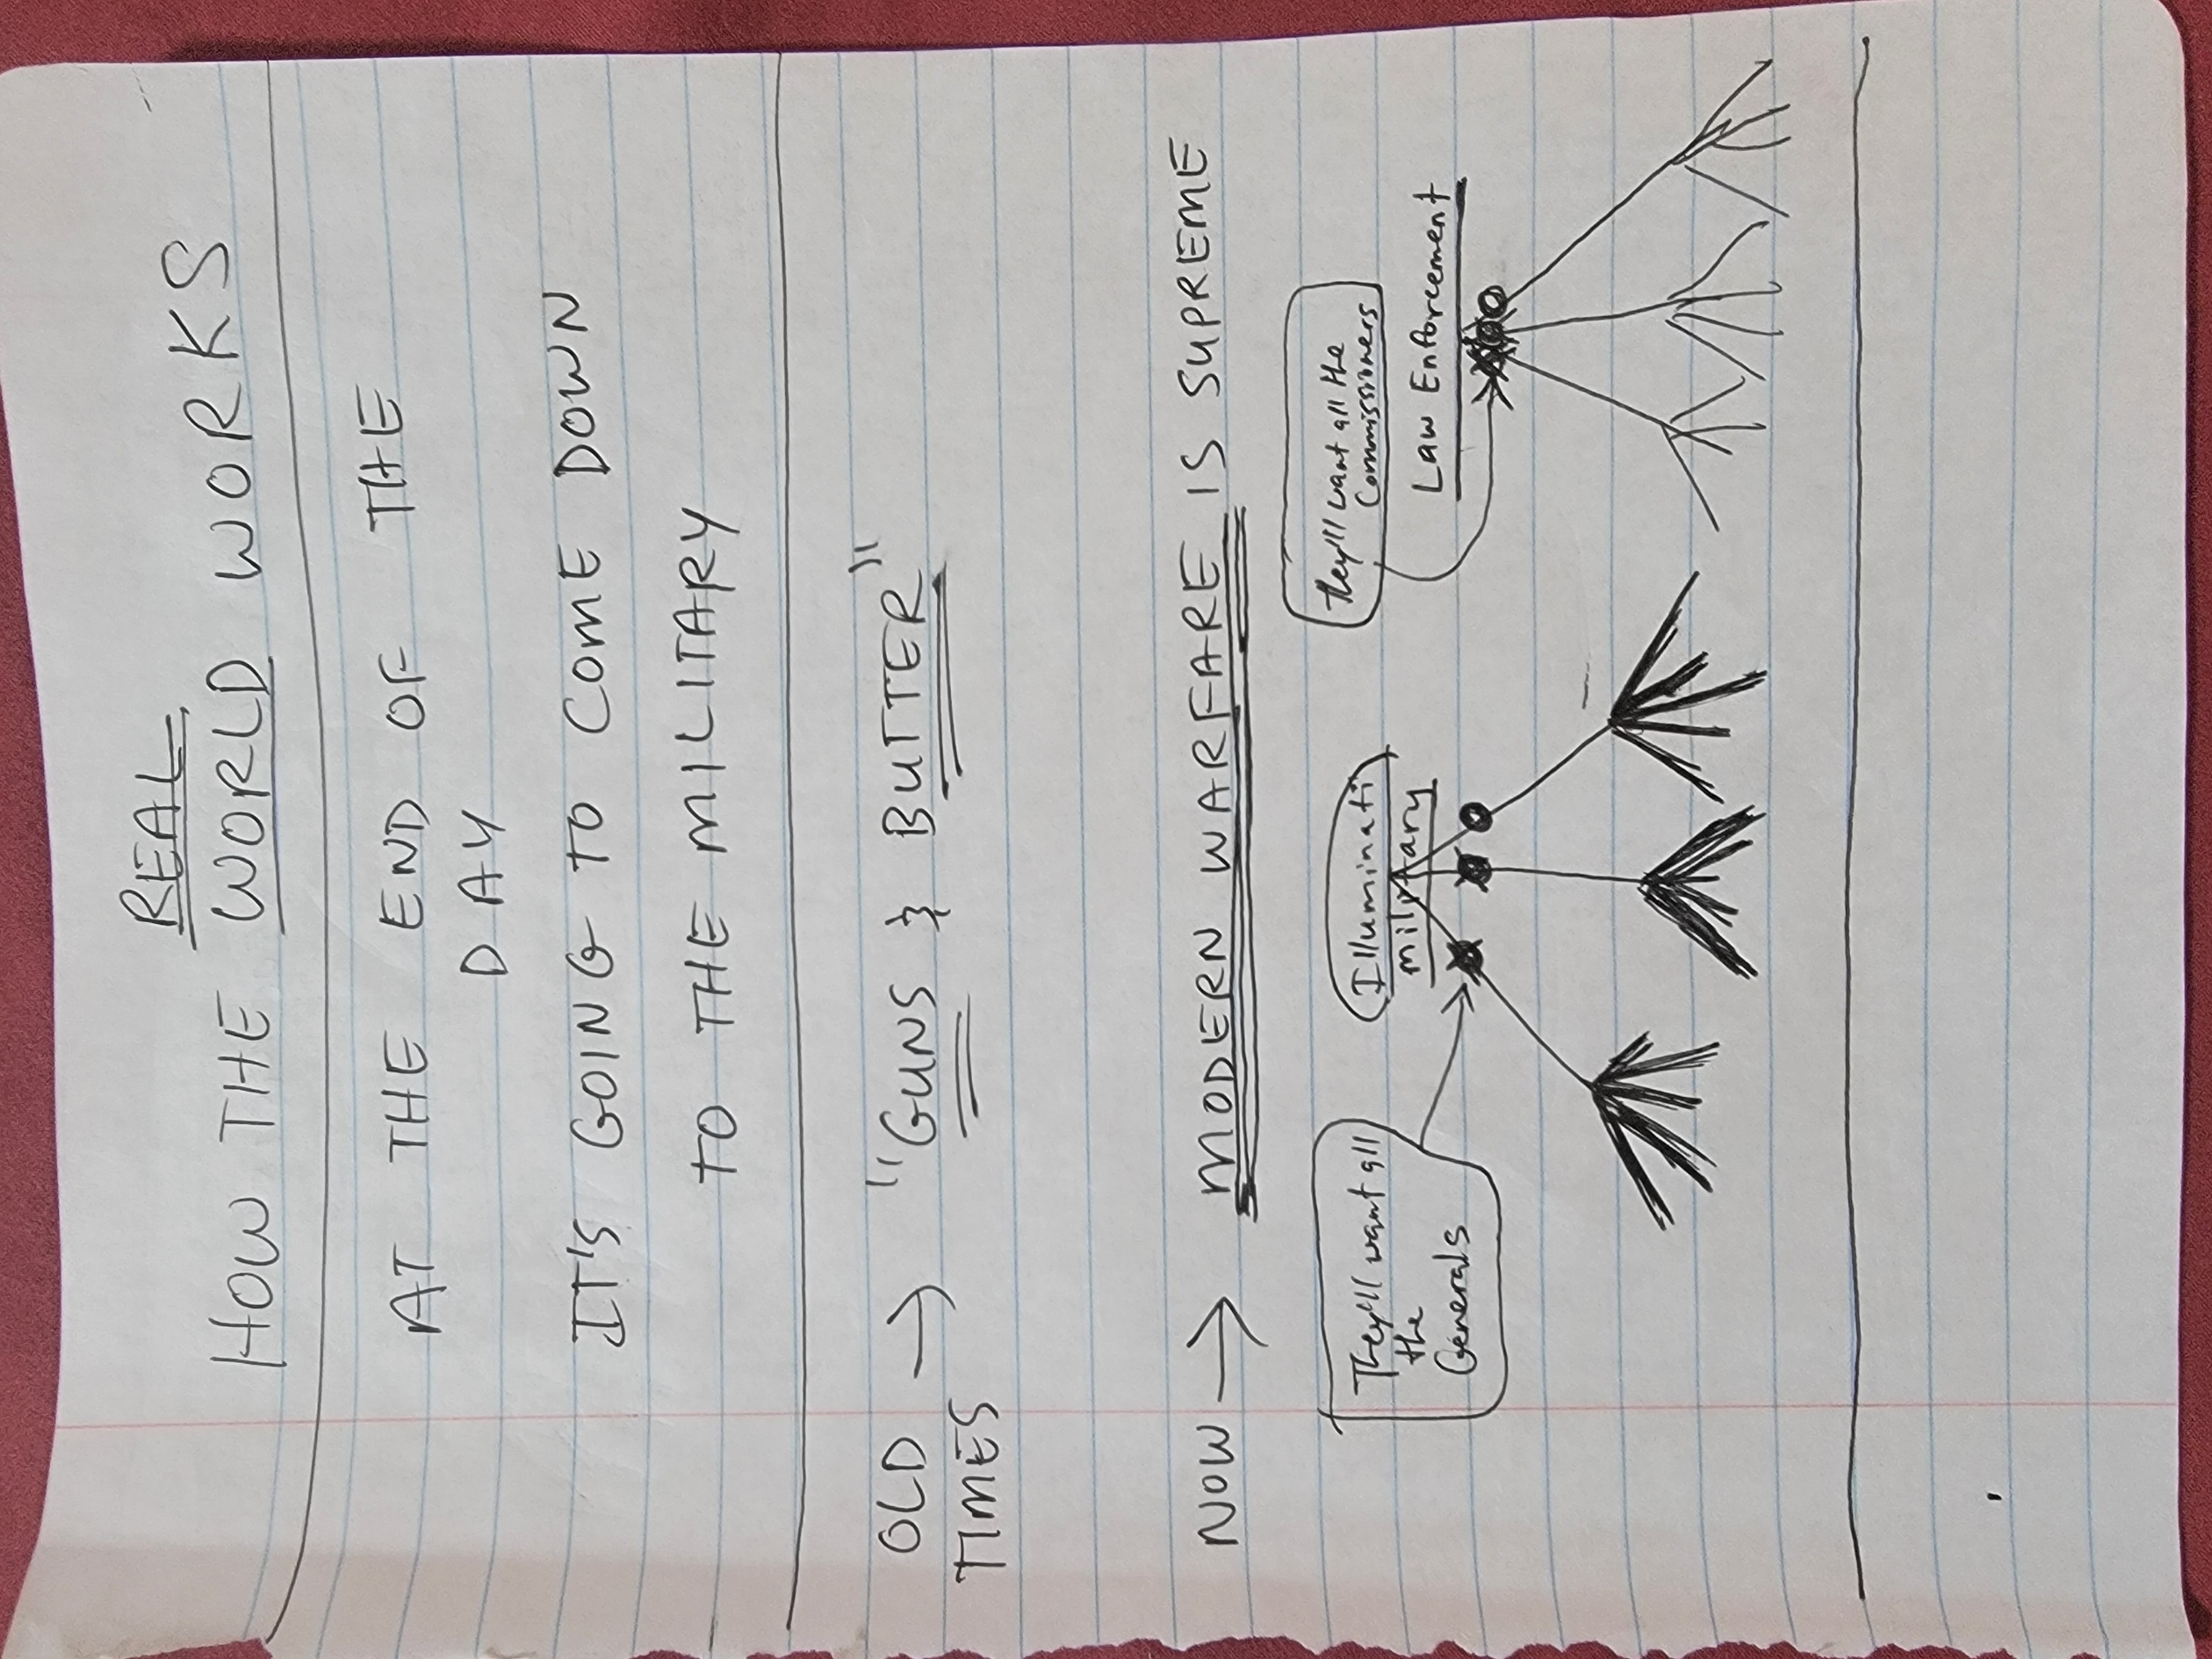 REAL
HOW THE WORLD WORKS
AT THE END OF THE
DAY
IT'S GOING TO COME DOWN
TO THE MILITARY
OLD
TIMES → "GUNS & BUTTER"
NOW → MODERN WARFARE IS SUPREME
They'll want all
the
Generals
Illuminati
military
They'll want all the
Commissioners
Law Enforcement